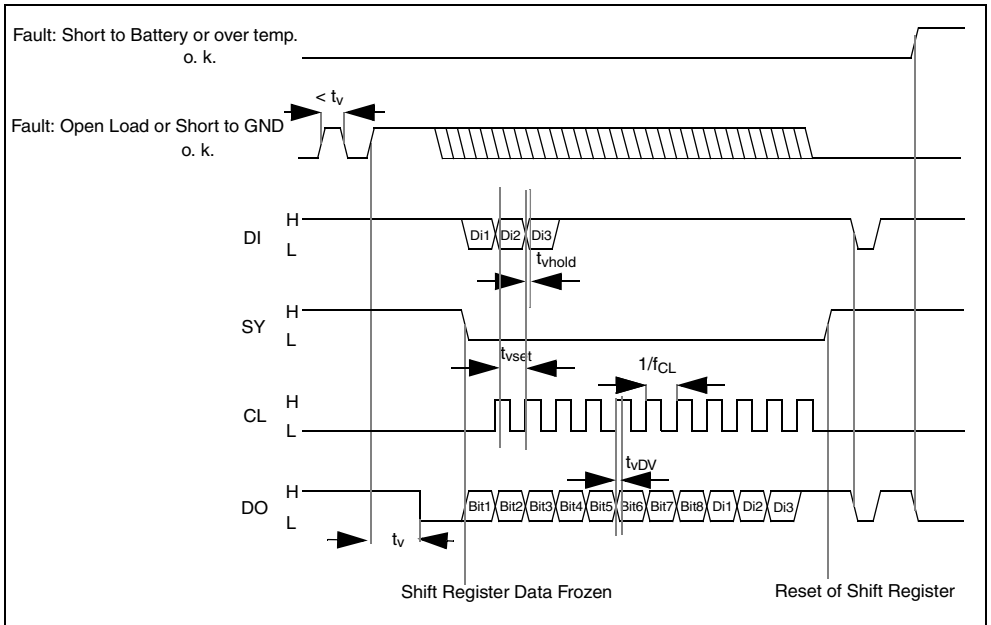 Fault: Short to Battery or over temp.
o. k.
< tv
Fault: Open Load or Short to GND
o. k.
H
DI
L
Di1 Di2 Di3
tvhold
H
SY
L
tvset
1/fCL
H
CL
L
tvDV
H
DO
L
Bit1 Bit2 Bit3 Bit4 Bit5 Bit6 Bit7 Bit8 Di1 Di2 Di3
tv
Shift Register Data Frozen
Reset of Shift Register